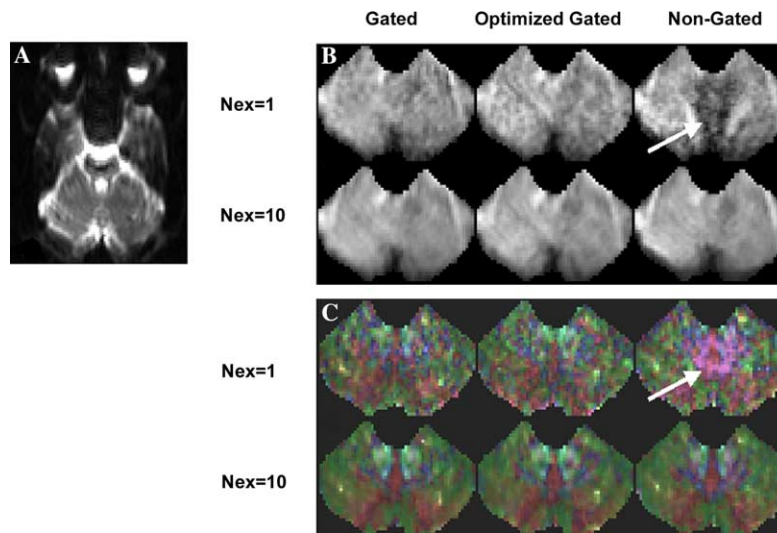 Gated Optimized Gated Non-Gated
A
B
Nex=1
Nex=10
C
Nex=1
Nex=10